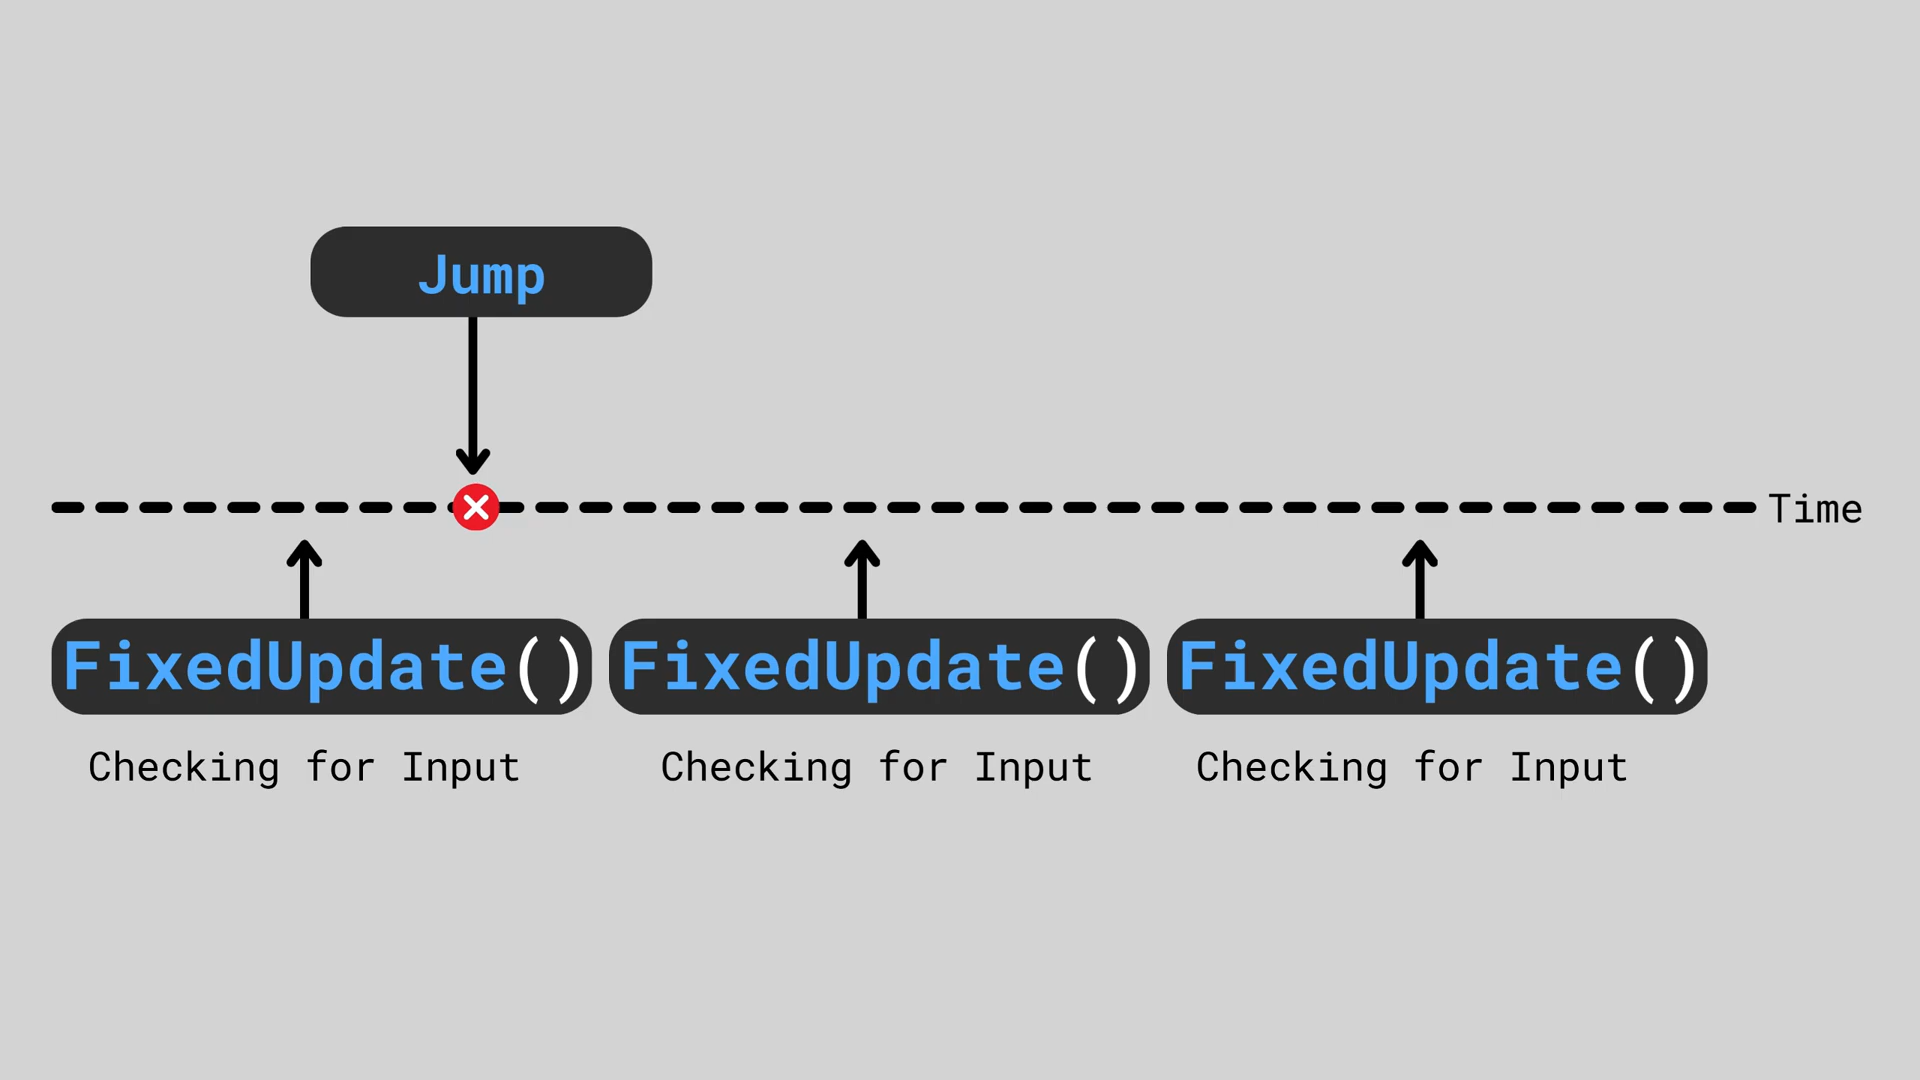 Jump
Time
FixedUpdate() FixedUpdate() FixedUpdate()
Checking for Input Checking for Input Checking for Input